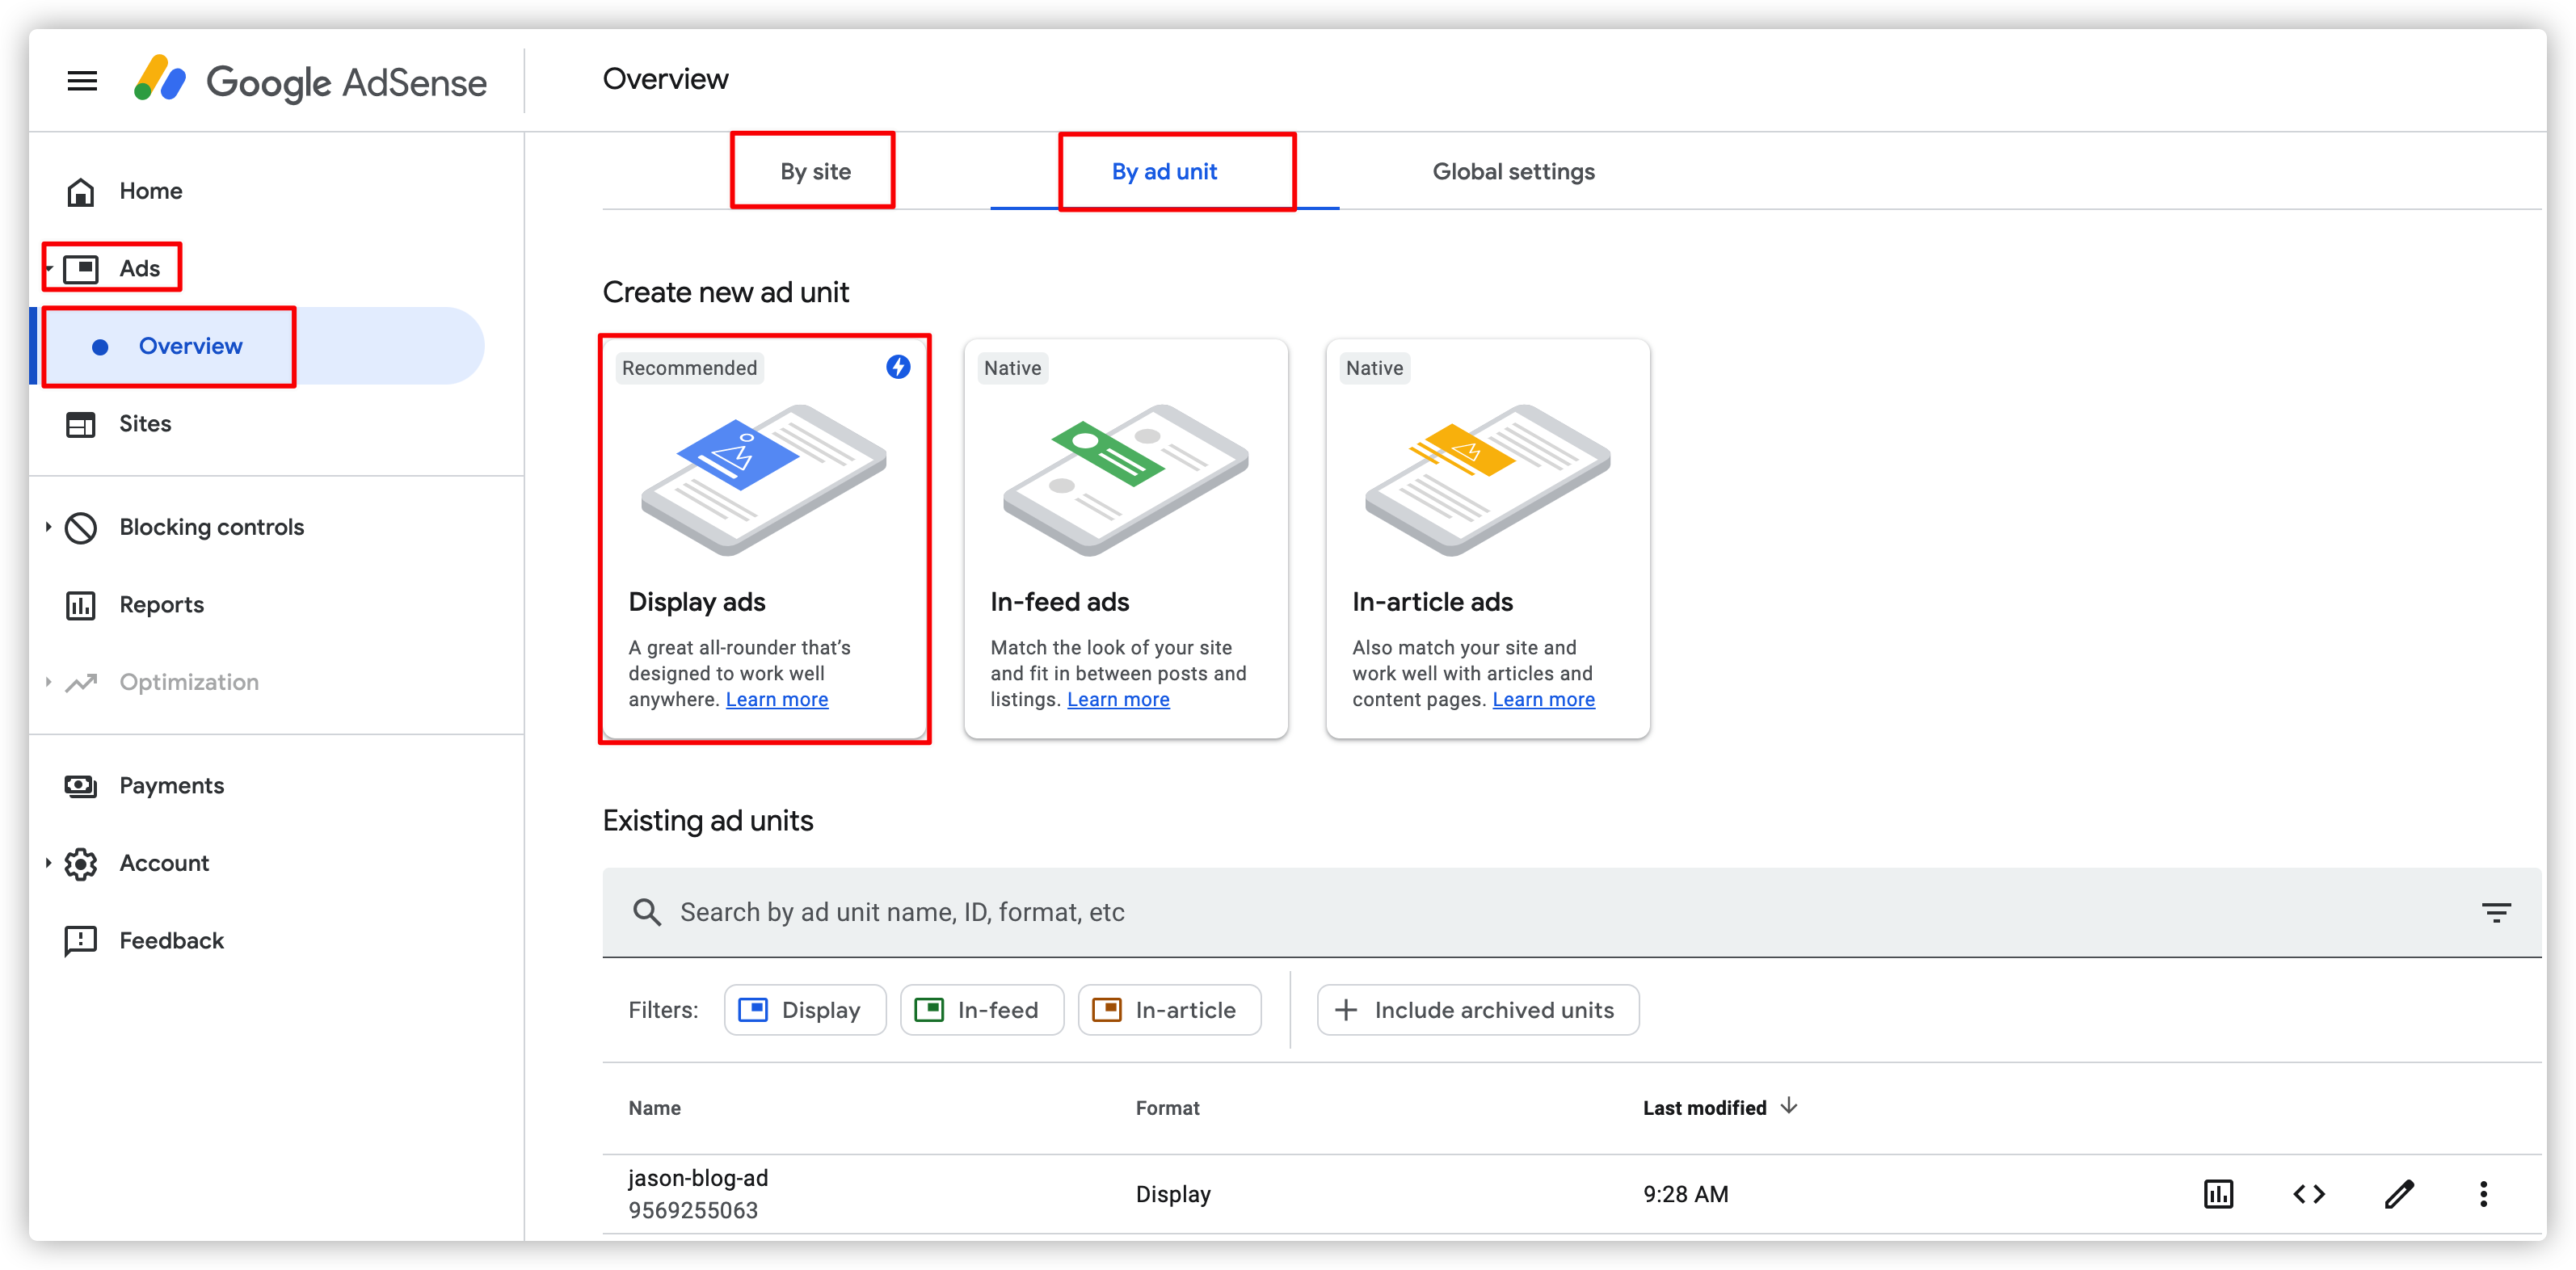 Google AdSense
Overview
Home
Ads
Overview
Sites
Blocking controls
Reports
Optimization
Payments
Account
Feedback
By site
By ad unit
Global settings
Create new ad unit
Recommended
Display ads
A great all-rounder that's
designed to work well
anywhere. Learn more
Native
In-feed ads
Match the look of your site
and fit in between posts and
listings. Learn more
Native
In-article ads
Also match your site and
work well with articles and
content pages. Learn more
Existing ad units
Search by ad unit name, ID, format, etc
Filters:
Display
In-feed
In-article
Include archived units
Name
Format
Last modified
jason-blog-ad
9569255063
Display
9:28 AM